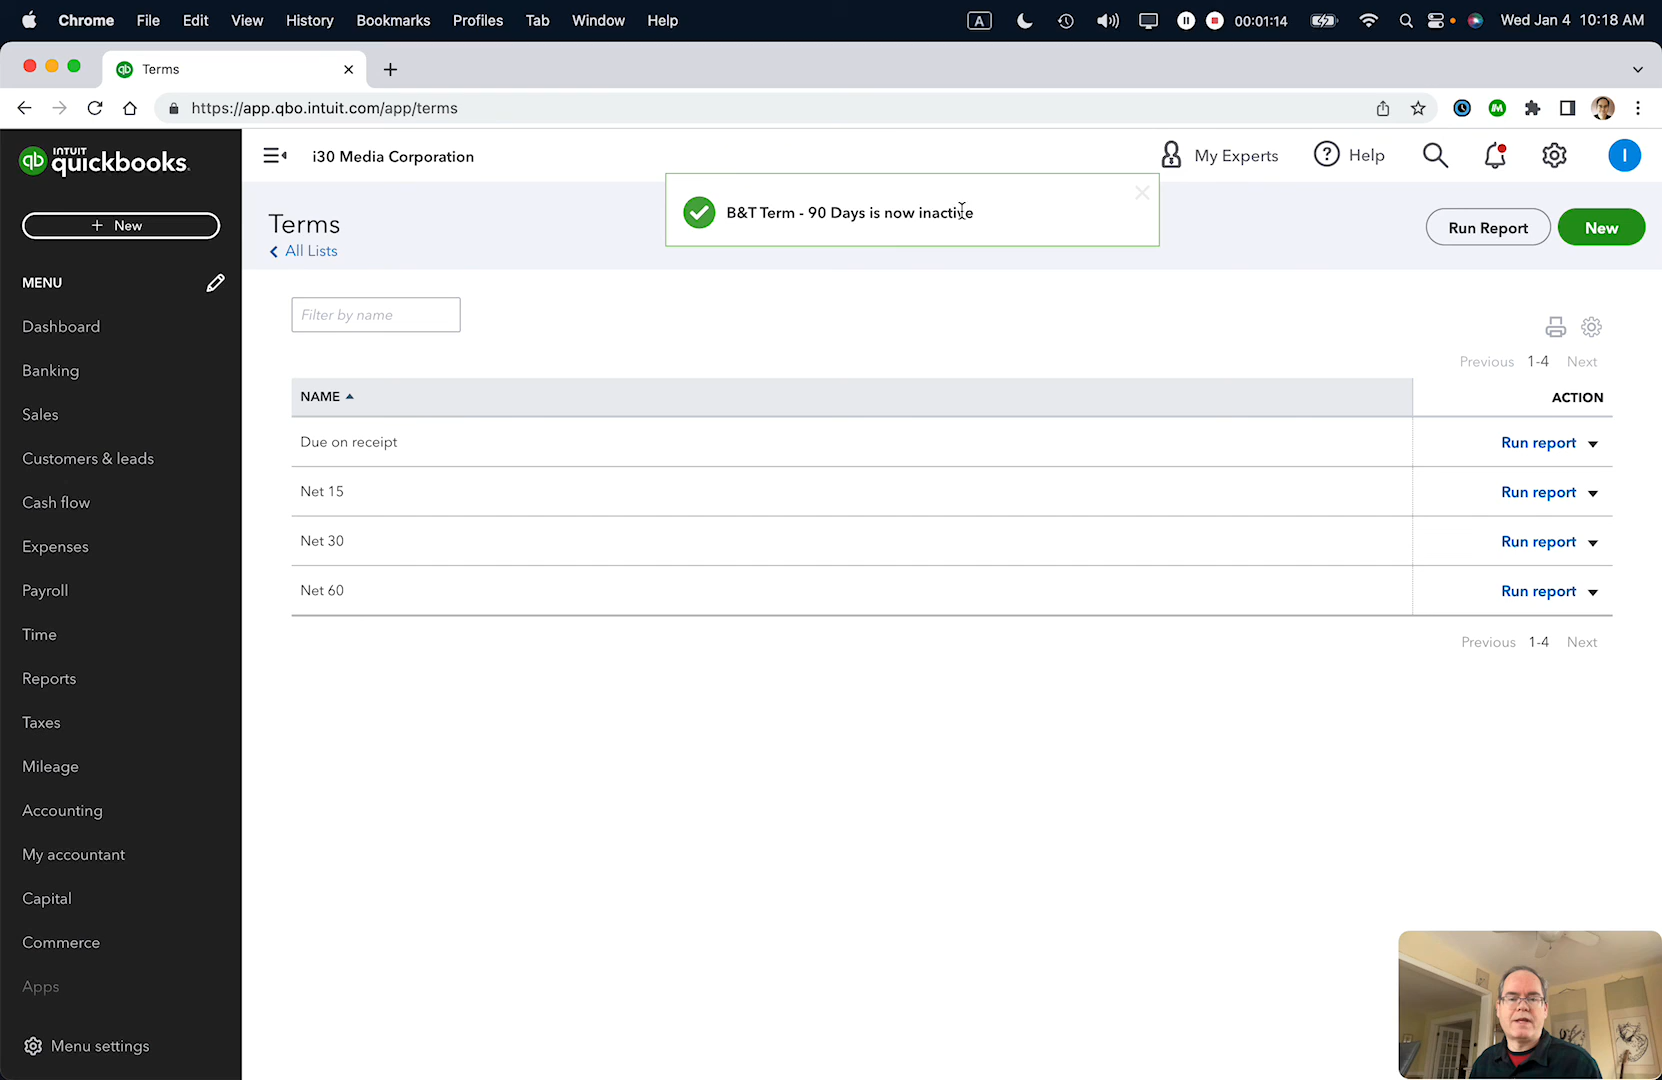 Chrome File Edit View History Bookmarks Profiles Tab Window Help A 00:01:14 Wed Jan 4 10:18 AM
qb Terms
https://app.qbo.intuit.com/app/terms
INTUIT
qb quickbooks.
i30 Media Corporation
My Experts
Help
I
+ New
Terms
All Lists
B&T Term - 90 Days is now inactive
Run Report
New
MENU
Dashboard
Banking
Sales
Customers & leads
Cash flow
Expenses
Payroll
Time
Reports
Taxes
Mileage
Accounting
My accountant
Capital
Commerce
Apps
Menu settings
Filter by name
Previous 1-4 Next
NAME ACTION
Due on receipt Run report
Net 15 Run report
Net 30 Run report
Net 60 Run report
Previous 1-4 Next